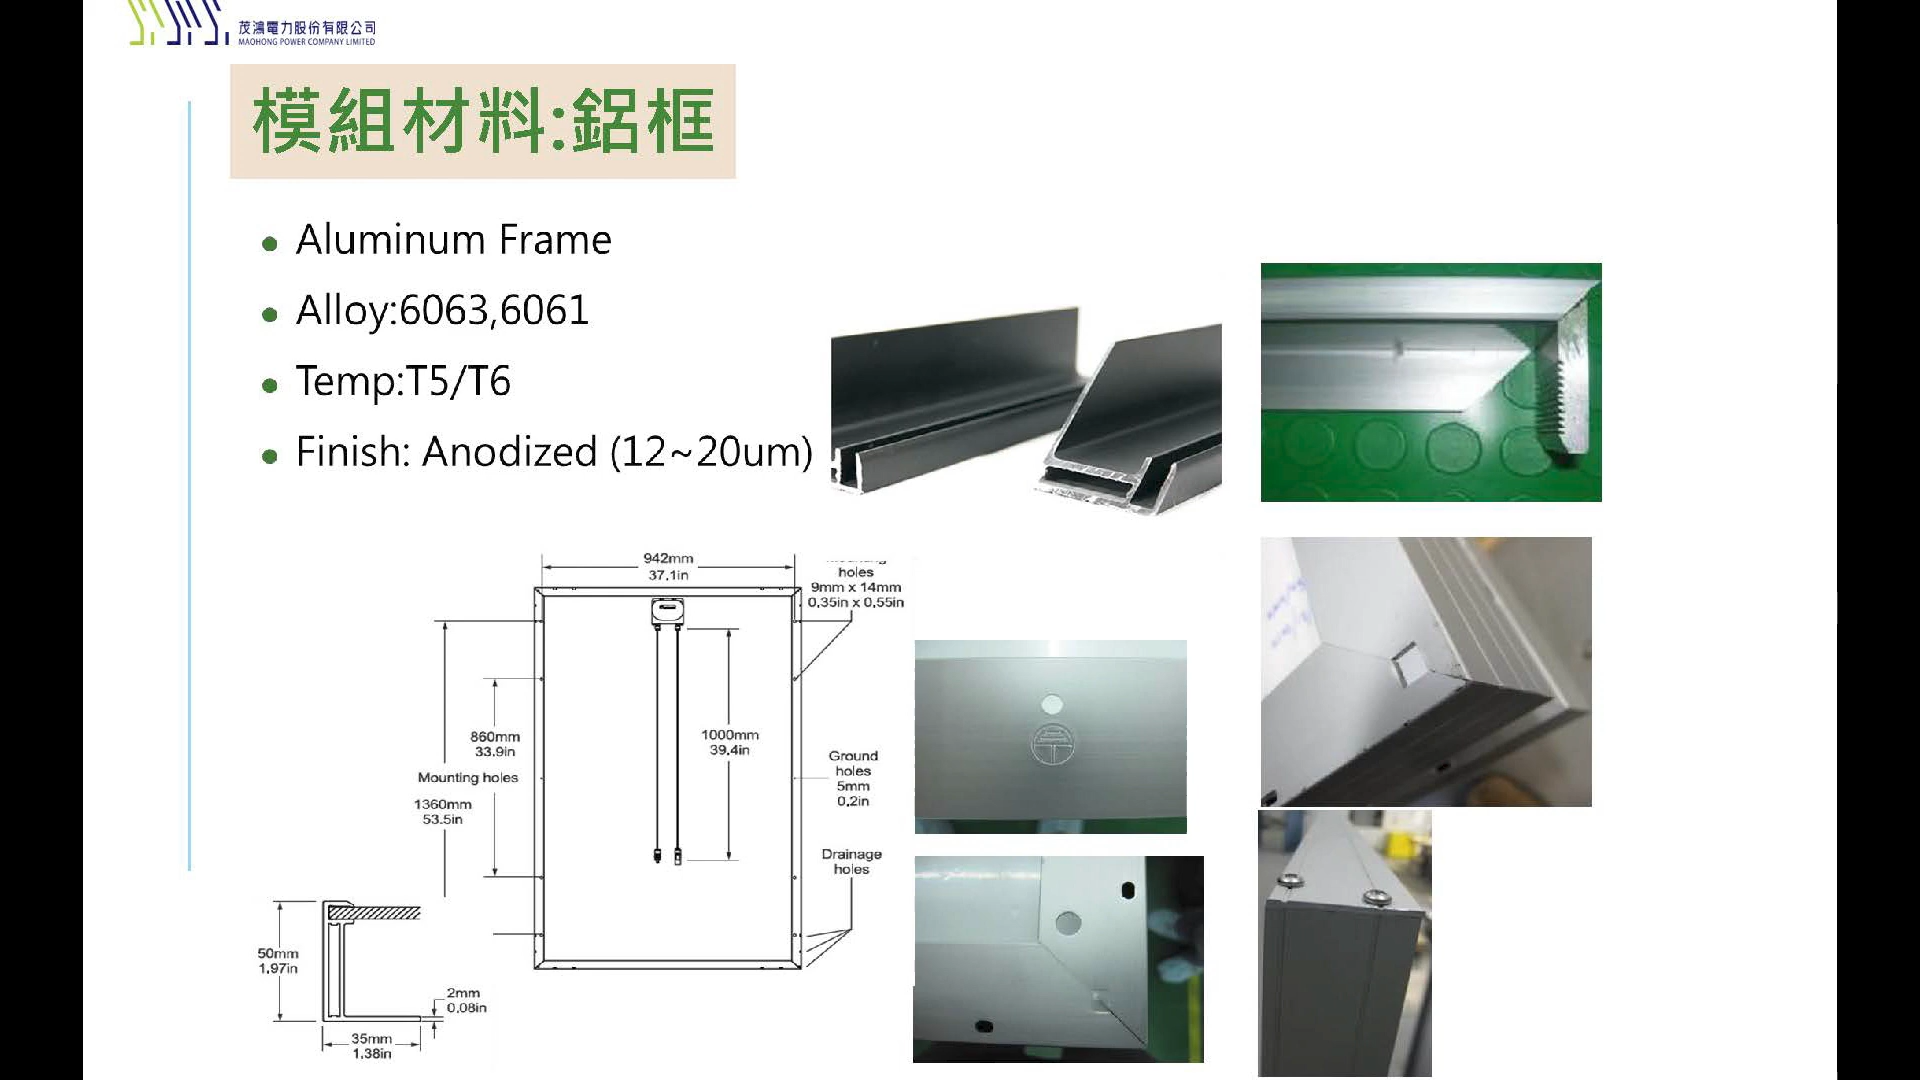 茂鴻電力股份有限公司
MAOHONG POWER COMPANY LIMITED
模組材料:鋁框
Aluminum Frame
Alloy:6063,6061
Temp:T5/T6
Finish: Anodized (12~20um)
942mm
37.1in
holes
9mm x 14mm
0.35in x 0.55in
860mm
33.9in
1000mm
39.4in
Mounting holes
1360mm
53.5in
Ground
holes
5mm
0.2in
Drainage
holes
50mm
1.97in
2mm
0.08in
35mm
1.38in